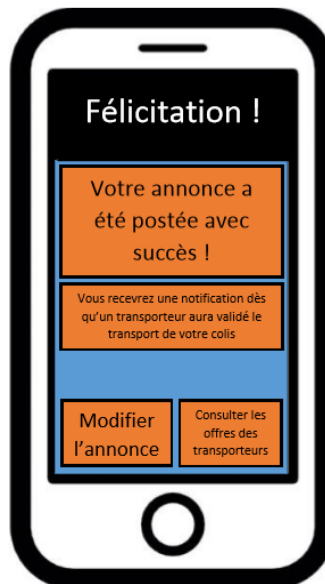 Félicitation !
Votre annonce a
été postée avec
succès !
Vous recevrez une notification dès
qu'un transporteur aura validé le
transport de votre colis
Modifier
l'annonce
Consulter les
offres des
transporteurs